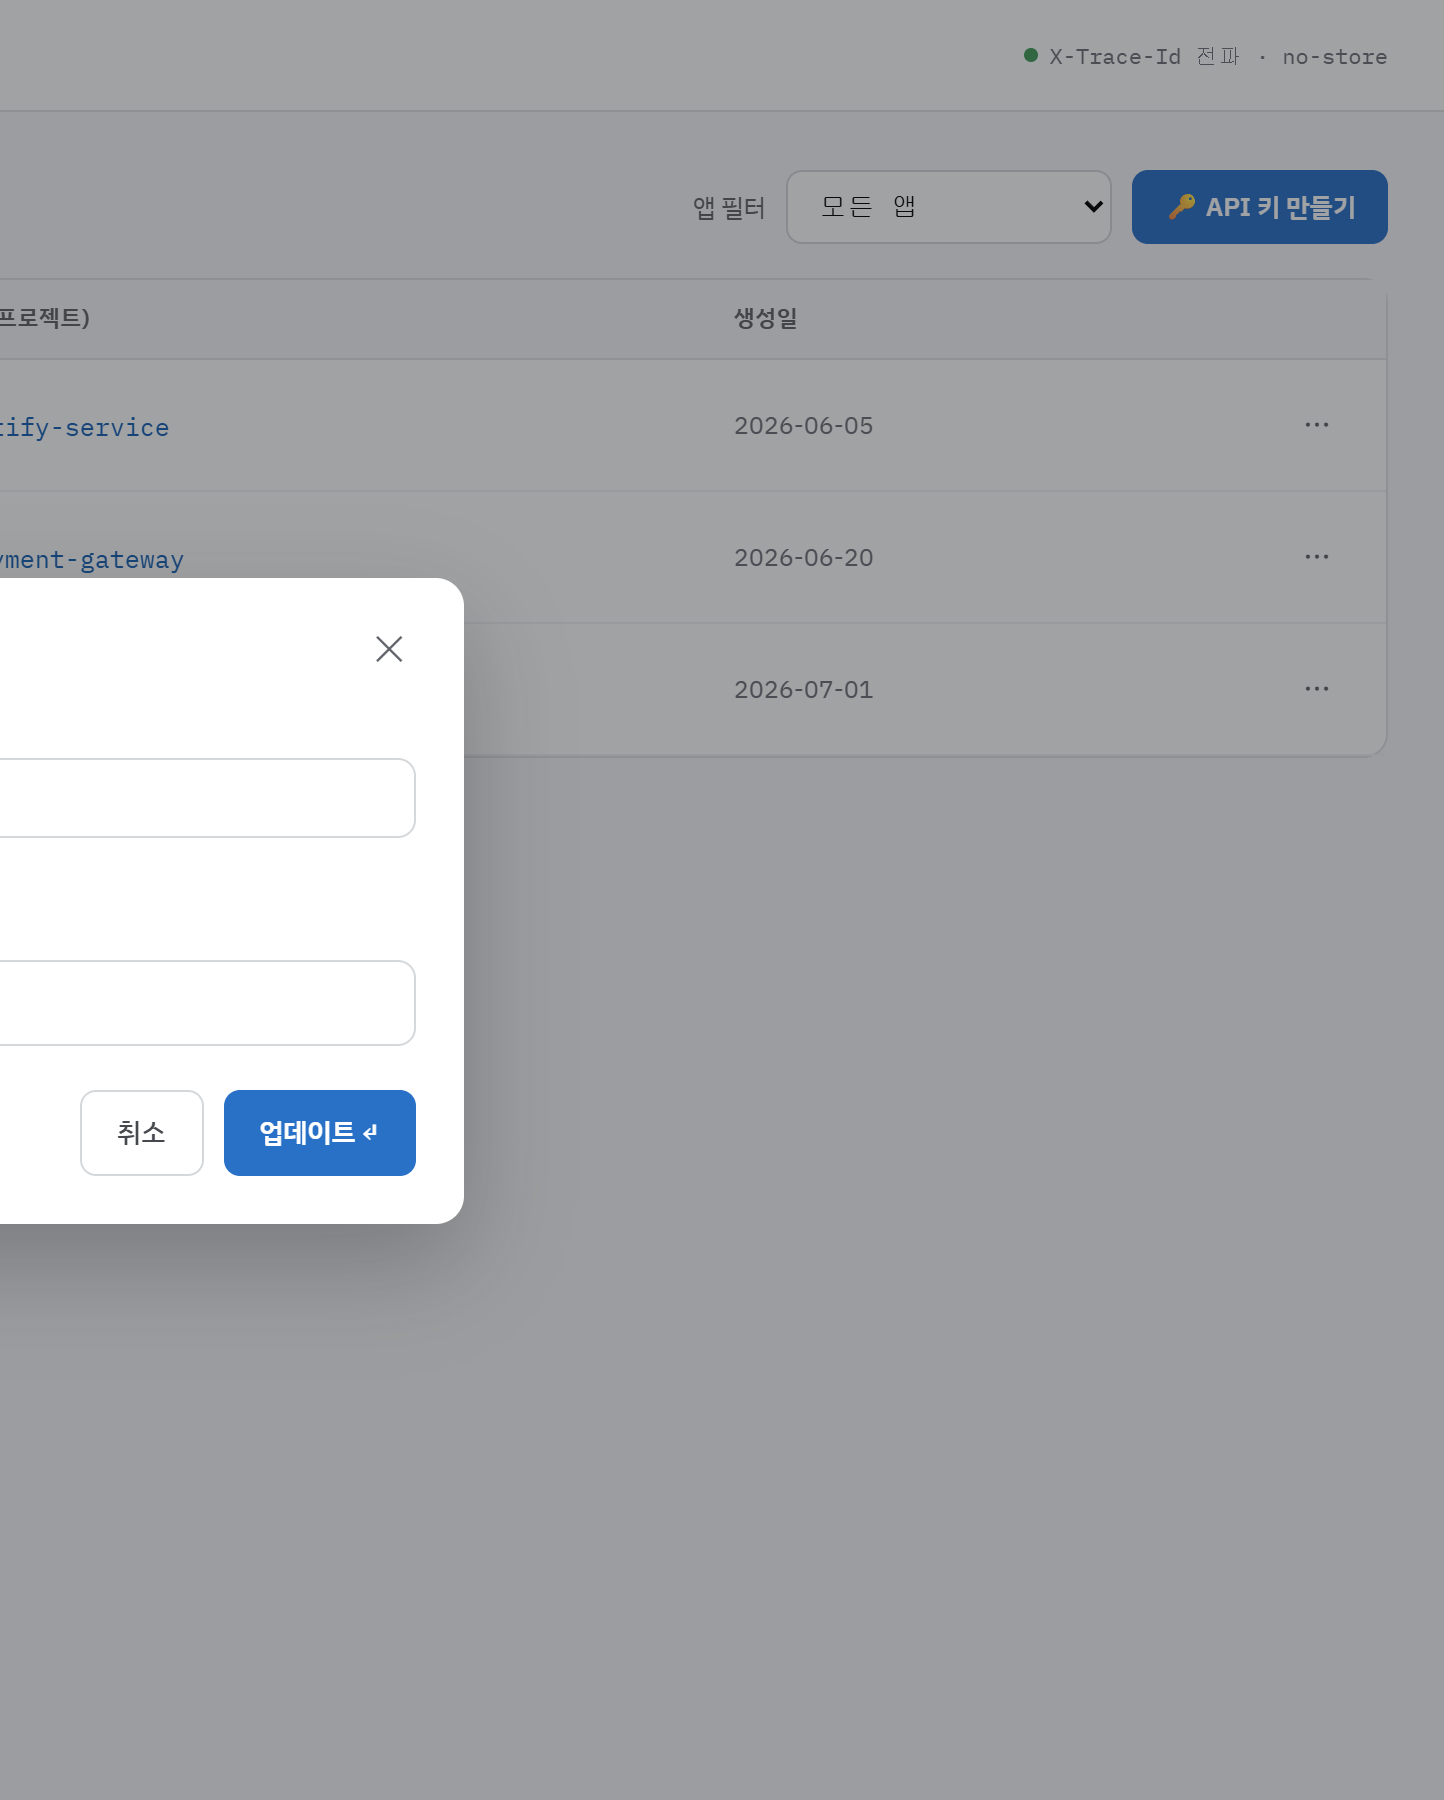 X-Trace-Id 전파 · no-store
앱 필터
모든 앱
🔑 API 키 만들기
프로젝트)
생성일
tify-service
2026-06-05
···
yment-gateway
2026-06-20
···
2026-07-01
···
취소
업데이트 ↵